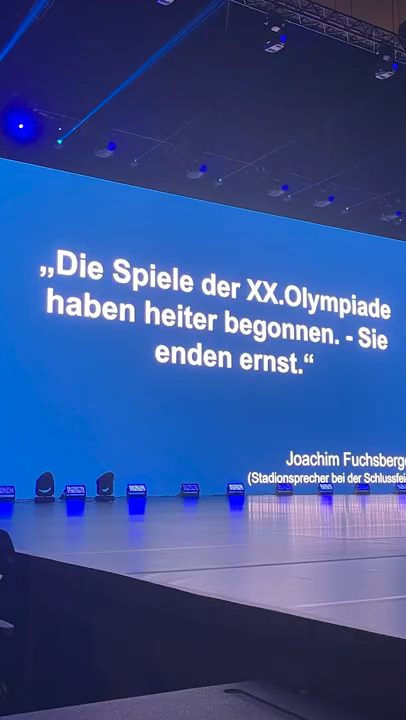 „Die Spiele der XX.Olympiade
haben heiter begonnen. - Sie
enden ernst.“
Joachim Fuchsberge
(Stadionsprecher bei der Schlussfei